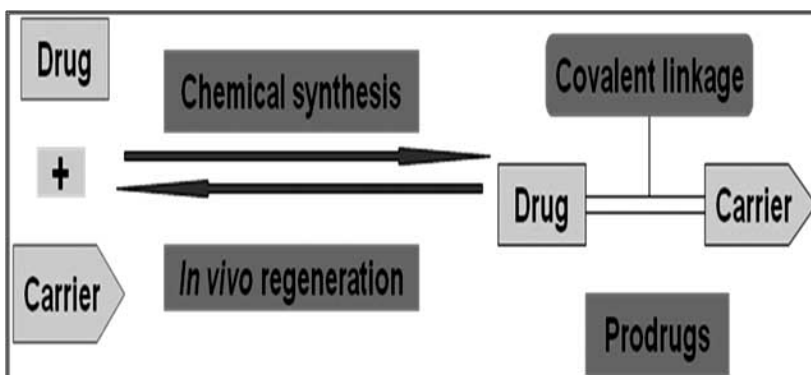 Drug
+
Carrier
Chemical synthesis
In vivo regeneration
Covalent linkage
Drug
Carrier
Prodrugs